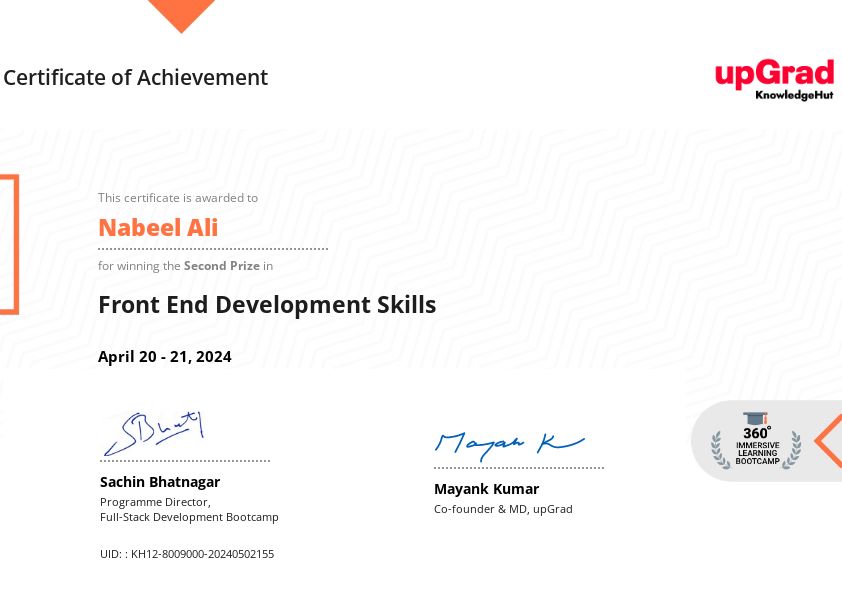 Certificate of Achievement
upGrad
KnowledgeHut
This certificate is awarded to
Nabeel Ali
for winning the Second Prize in
Front End Development Skills
April 20 - 21, 2024
Sachin Bhatnagar
Programme Director,
Full-Stack Development Bootcamp
UID: : KH12-8009000-20240502155
Mayank K
Mayank Kumar
Co-founder & MD, upGrad
360°
IMMERSIVE
LEARNING
BOOTCAMP